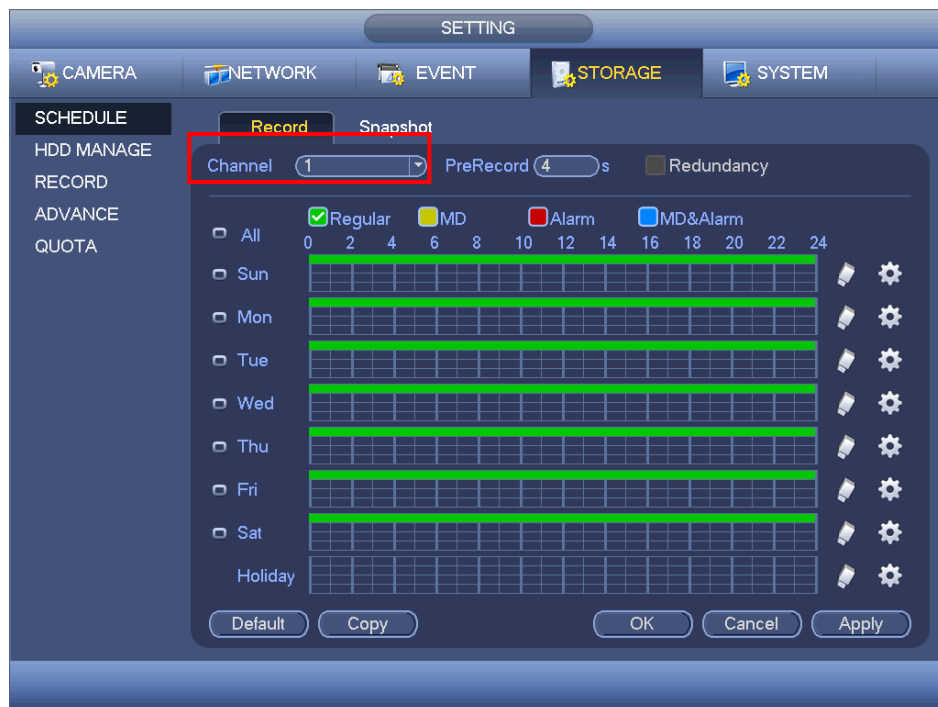 SETTING
CAMERA NETWORK EVENT STORAGE SYSTEM
SCHEDULE
HDD MANAGE
RECORD
ADVANCE
QUOTA
Record Snapshot
Channel 1 PreRecord 4 s Redundancy
Regular MD Alarm MD&Alarm
All 0 2 4 6 8 10 12 14 16 18 20 22 24
Sun
Mon
Tue
Wed
Thu
Fri
Sat
Holiday
Default Copy OK Cancel Apply